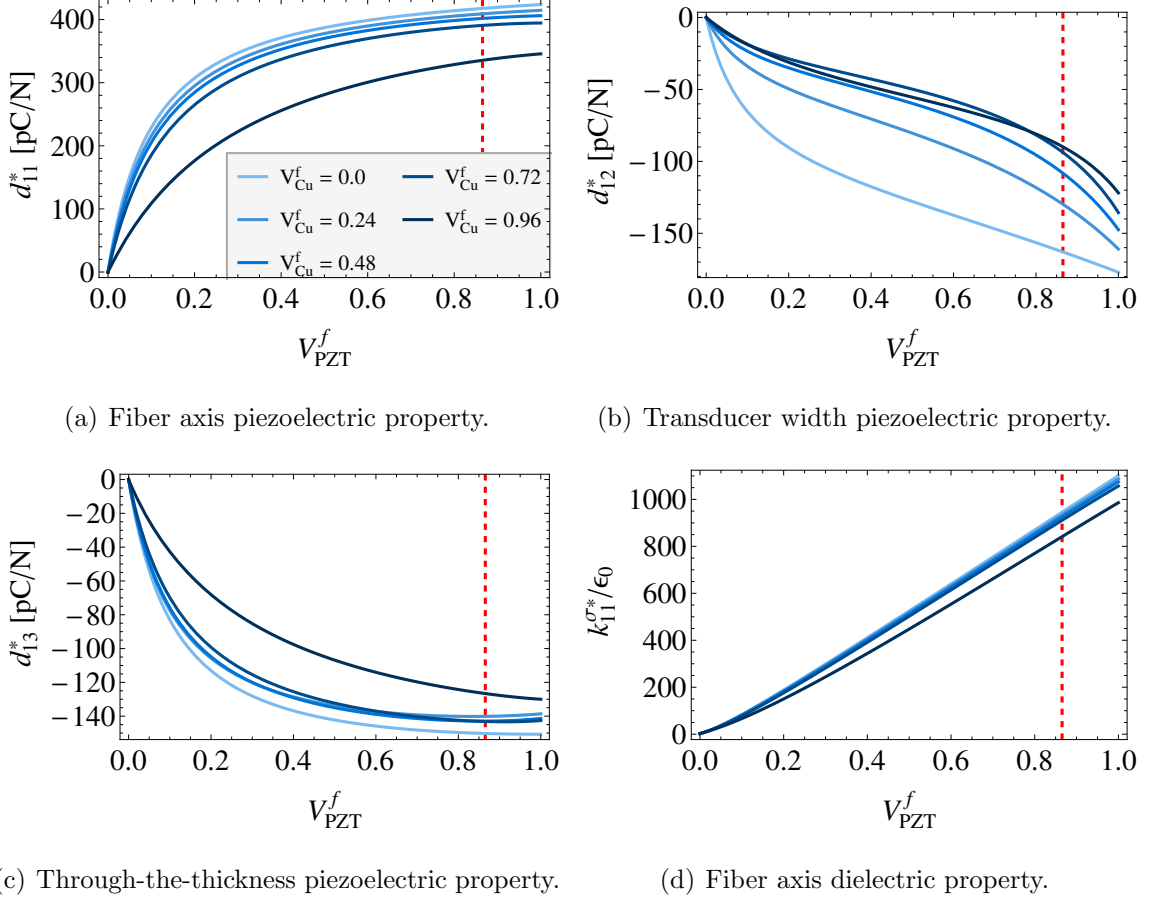 400
300
200
100
0
d*11 [pC/N]
V^f_Cu = 0.0
V^f_Cu = 0.72
V^f_Cu = 0.24
V^f_Cu = 0.96
V^f_Cu = 0.48
0.0 0.2 0.4 0.6 0.8 1.0
V^f_PZT
(a) Fiber axis piezoelectric property.
0
−50
−100
−150
d*12 [pC/N]
0.0 0.2 0.4 0.6 0.8 1.0
V^f_PZT
(b) Transducer width piezoelectric property.
0
−20
−40
−60
−80
−100
−120
−140
d*13 [pC/N]
0.0 0.2 0.4 0.6 0.8 1.0
V^f_PZT
c) Through-the-thickness piezoelectric property.
1000
800
600
400
200
0
k^σ*_11/ϵ0
0.0 0.2 0.4 0.6 0.8 1.0
V^f_PZT
(d) Fiber axis dielectric property.